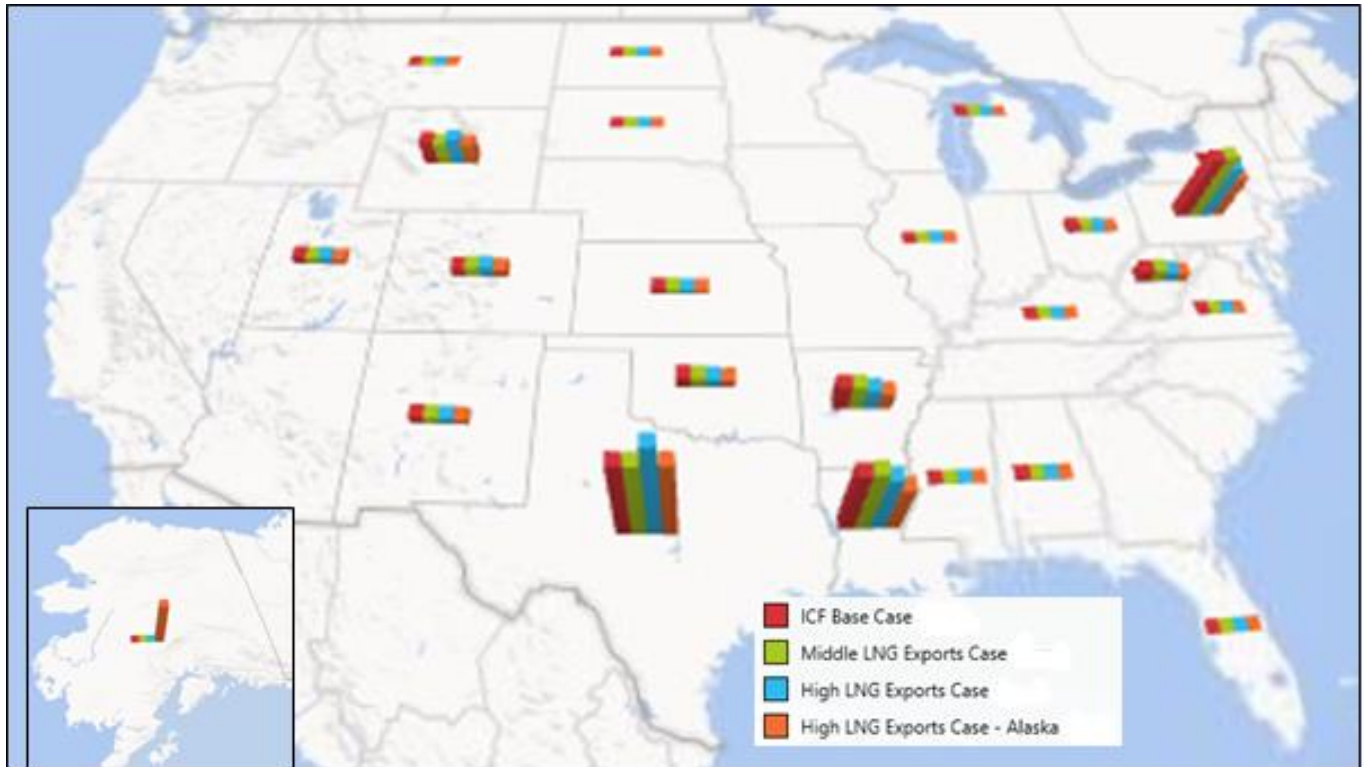 ICF Base Case
Middle LNG Exports Case
High LNG Exports Case
High LNG Exports Case - Alaska